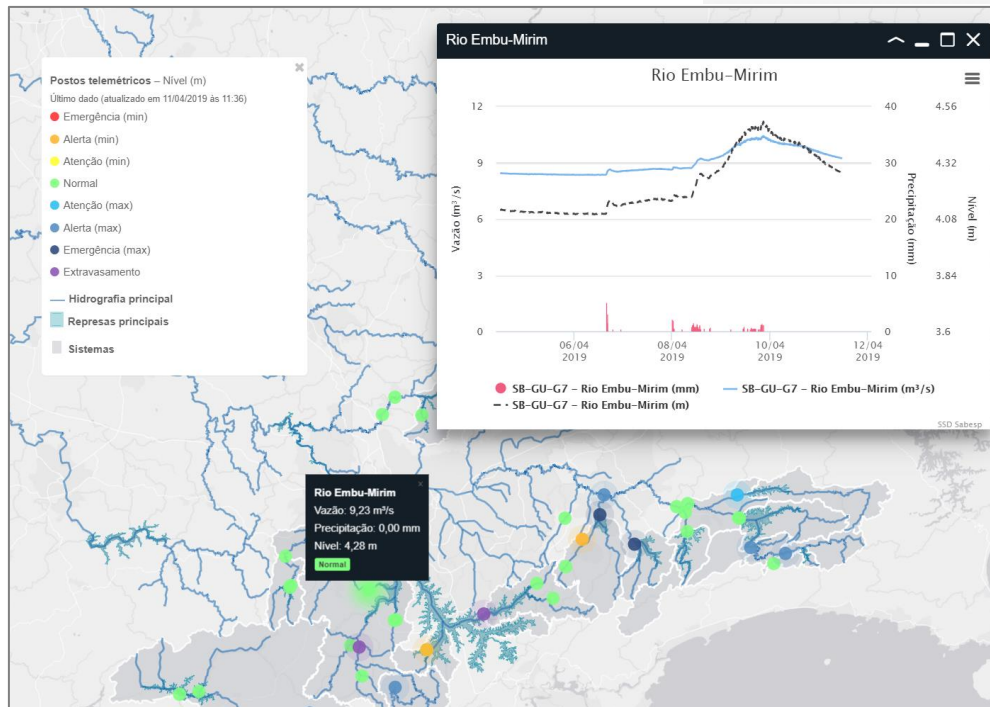 Postos telemétricos – Nível (m)
Último dado (atualizado em 11/04/2019 às 11:36)
Emergência (min)
Alerta (min)
Atenção (min)
Normal
Atenção (max)
Alerta (max)
Emergência (max)
Extravasamento
Hidrografia principal
Represas principais
Sistemas
Rio Embu-Mirim
Rio Embu-Mirim
12 40 4.56
9 30 4.32
6 20 4.08
3 10 3.84
0 0 3.6
Vazão (m³/s)
Precipitação (mm)
Nível (m)
06/04 08/04 10/04 12/04
2019 2019 2019 2019
SB-GU-G7 – Rio Embu-Mirim (mm) SB-GU-G7 – Rio Embu-Mirim (m³/s)
SB-GU-G7 – Rio Embu-Mirim (m)
SSD Sabesp
Rio Embu-Mirim
Vazão: 9,23 m³/s
Precipitação: 0,00 mm
Nível: 4,28 m
Normal